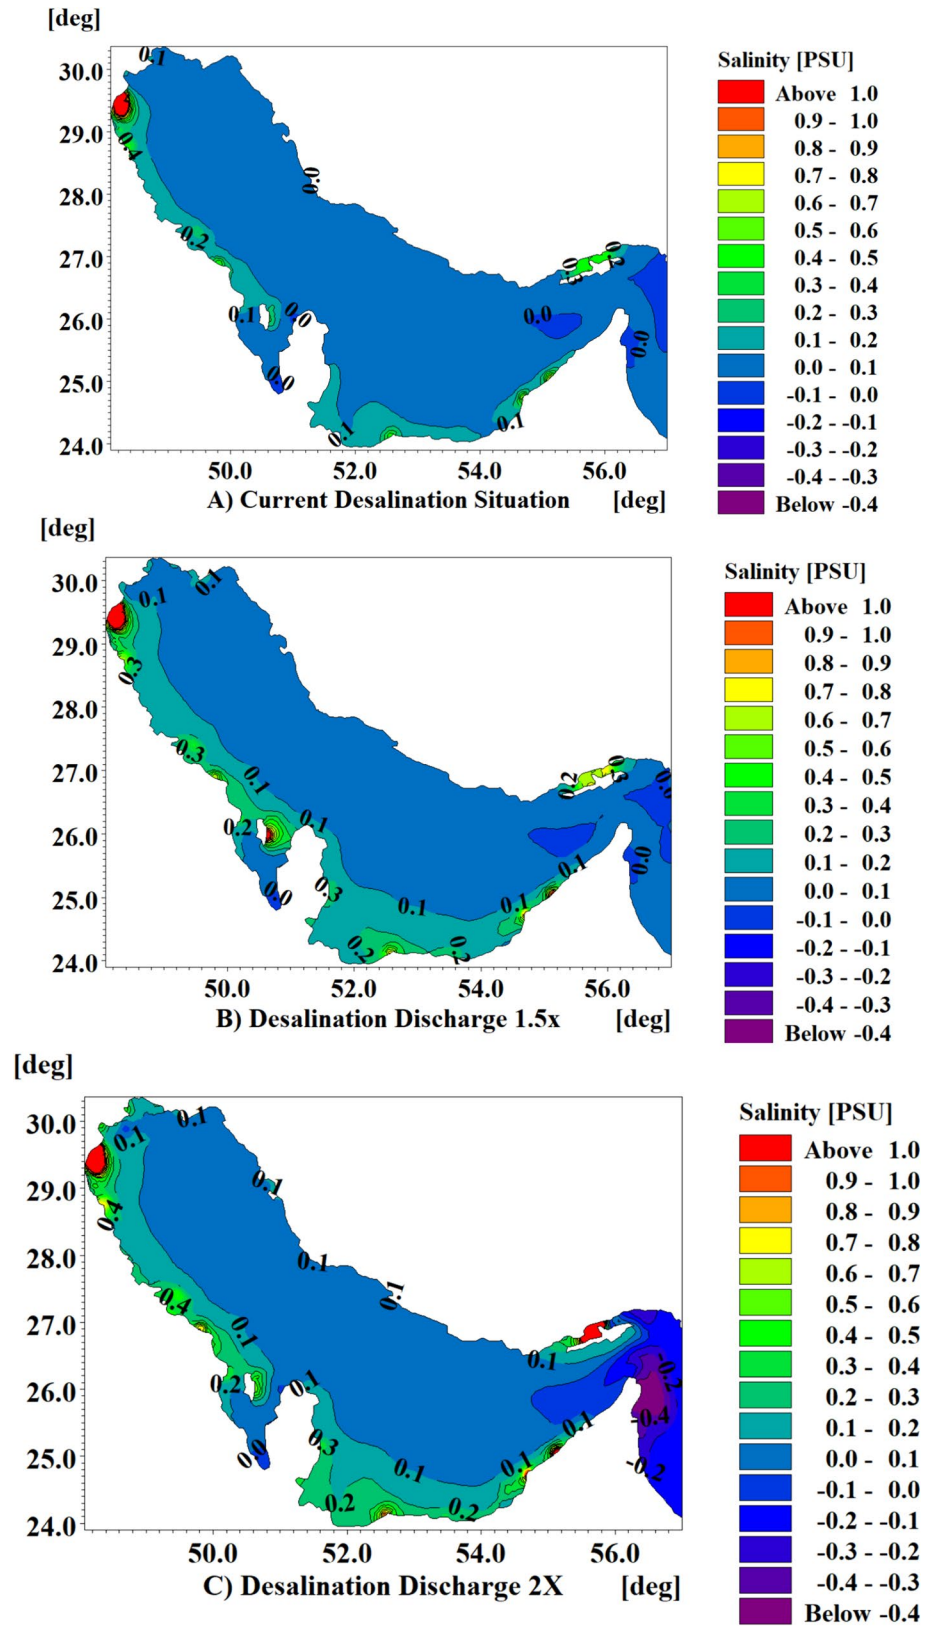 [deg]
Salinity [PSU]
Above 1.0
0.9 - 1.0
0.8 - 0.9
0.7 - 0.8
0.6 - 0.7
0.5 - 0.6
0.4 - 0.5
0.3 - 0.4
0.2 - 0.3
0.1 - 0.2
0.0 - 0.1
-0.1 - 0.0
-0.2 - -0.1
-0.3 - -0.2
-0.4 - -0.3
Below -0.4
30.0
29.0
28.0
27.0
26.0
25.0
24.0
0.1
0.4
0.0
0.2
0.1
0.0
0.0
0.0
0.0
0.1
0.1
50.0 52.0 54.0 56.0
A) Current Desalination Situation [deg]
[deg]
Salinity [PSU]
Above 1.0
0.9 - 1.0
0.8 - 0.9
0.7 - 0.8
0.6 - 0.7
0.5 - 0.6
0.4 - 0.5
0.3 - 0.4
0.2 - 0.3
0.1 - 0.2
0.0 - 0.1
-0.1 - 0.0
-0.2 - -0.1
-0.3 - -0.2
-0.4 - -0.3
Below -0.4
30.0
29.0
28.0
27.0
26.0
25.0
24.0
0.1
0.1
0.3
0.3
0.1
0.2
0.2
0.1
0.0
0.1
0.0
0.3
0.1
0.1
0.2
0.2
50.0 52.0 54.0 56.0
B) Desalination Discharge 1.5x [deg]
[deg]
Salinity [PSU]
Above 1.0
0.9 - 1.0
0.8 - 0.9
0.7 - 0.8
0.6 - 0.7
0.5 - 0.6
0.4 - 0.5
0.3 - 0.4
0.2 - 0.3
0.1 - 0.2
0.0 - 0.1
-0.1 - 0.0
-0.2 - -0.1
-0.3 - -0.2
-0.4 - -0.3
Below -0.4
30.0
29.0
28.0
27.0
26.0
25.0
24.0
0.1
0.1
0.1
0.4
0.1
0.1
0.4
0.1
0.1
-0.2
0.2
0.1
-0.4
0.1
0.3
0.0
0.1
0.1
-0.2
0.2
0.2
50.0 52.0 54.0 56.0
C) Desalination Discharge 2X [deg]